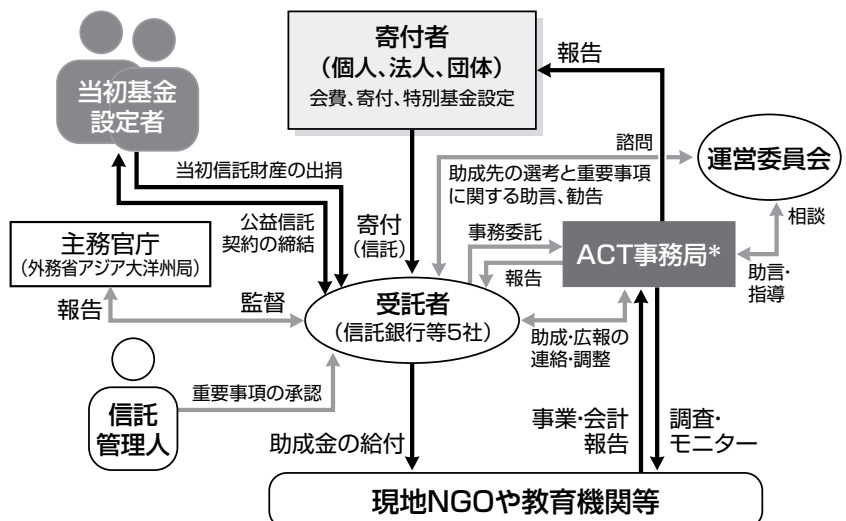 寄付者
（個人、法人、団体）
会費、寄付、特別基金設定
報告
当初基金
設定者
諮問
運営委員会
当初信託財産の出捐
助成先の選考と重要事項
に関する助言、勧告
公益信託
契約の締結
寄付
（信託）
事務委託
相談
主務官庁
（外務省アジア大洋州局）
ACT事務局*
報告
助言・
指導
報告
監督
受託者
（信託銀行等5社）
助成・広報の
連絡・調整
重要事項の承認
信託
管理人
助成金の給付
事業・会計
報告
調査・
モニター
現地NGOや教育機関等